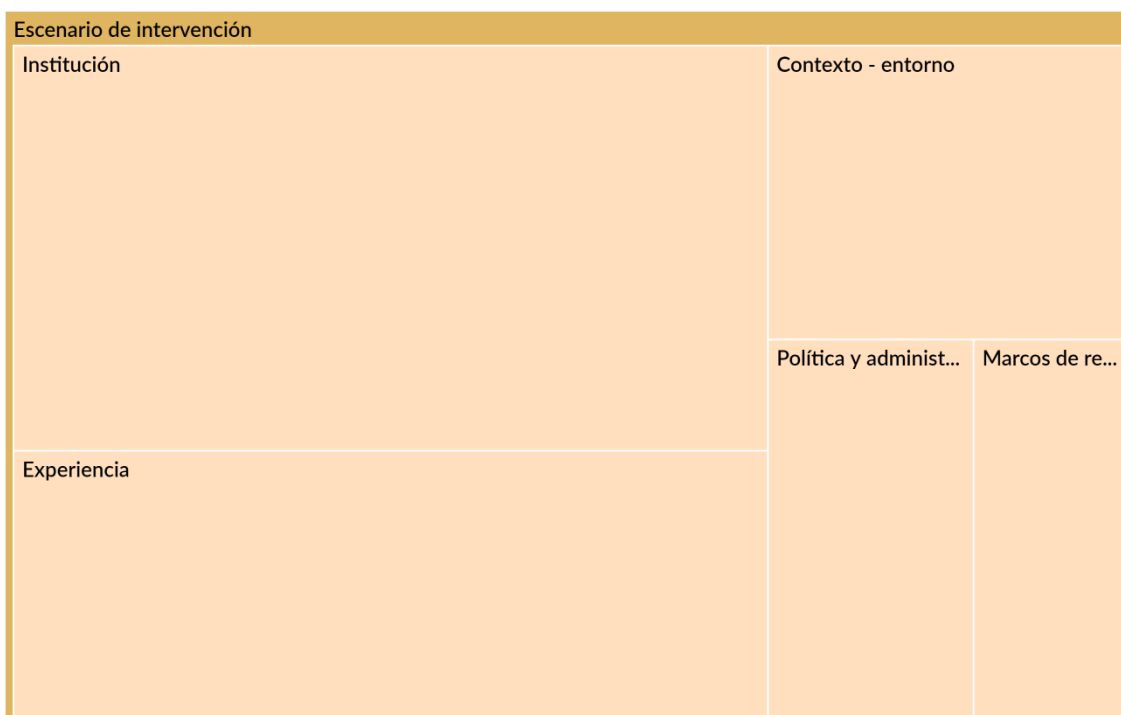 Escenario de intervención
Institución
Contexto - entorno
Política y administ...
Marcos de re...
Experiencia